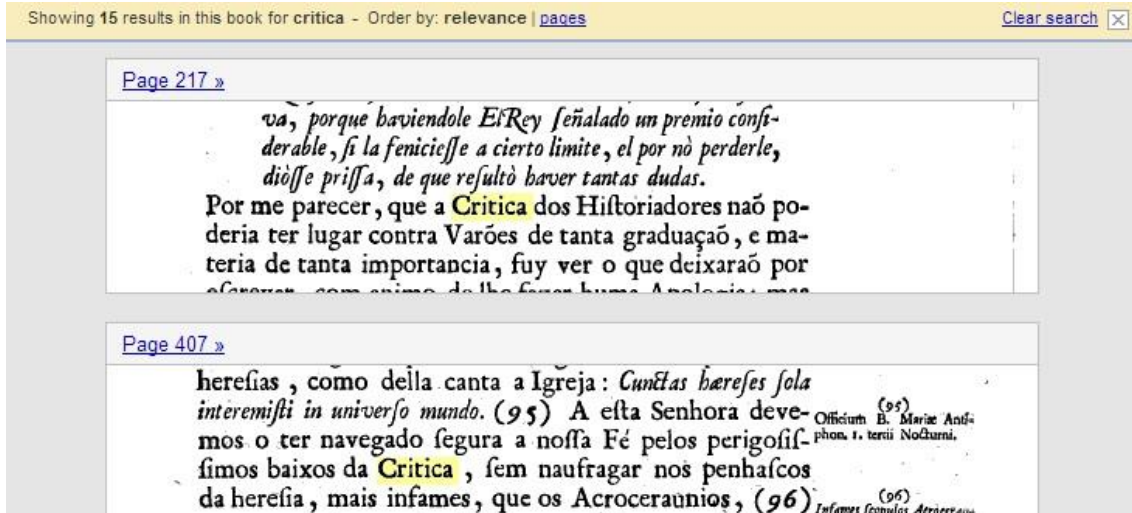 Showing 15 results in this book for critica - Order by: relevance | pages Clear search
Page 217 »
va, porque haviendole ElRey ſeñalado un premio conſi-
derable, ſi la fenicieſſe a cierto limite, el por nò perderle,
diòſſe priſſa, de que reſultò haver tantas dudas.
Por me parecer, que a Critica dos Hiſtoriadores naõ po-
deria ter lugar contra Varões de tanta graduaçaõ, e ma-
teria de tanta importancia, fuy ver o que deixaraõ por
Page 407 »
hereſias, como della canta a Igreja: Cunctas hæreſes ſola
interemiſti in univerſo mundo. (95) A eſta Senhora deve-
mos o ter navegado ſegura a noſſa Fé pelos perigoſiſ-
ſimos baixos da Critica, ſem naufragar nos penhaſcos
da hereſia, mais infames, que os Acroceraunios, (96)
(95)
Officium B. Mariæ Anti-
phon. 1. tertii Nocturni.
(96)